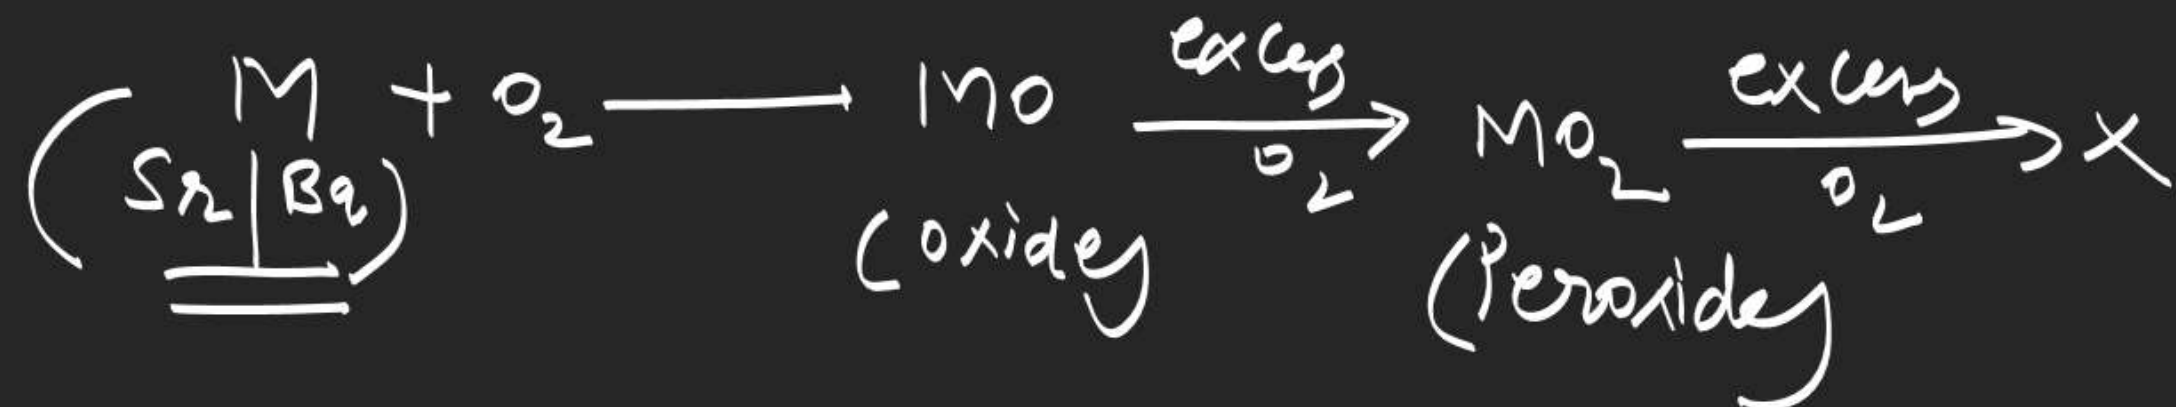 M + O2 → MO excess O2 → MO2 excess O2 → X
(Sr | Ba) (oxide) (Peroxide)